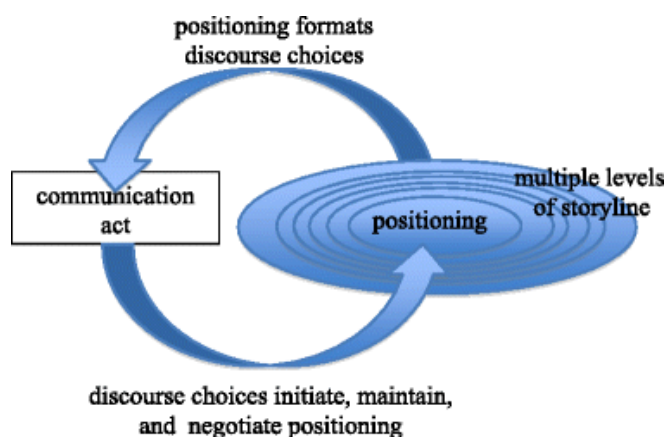 positioning formats
discourse choices
communication
act
multiple levels
of storyline
positioning
discourse choices initiate, maintain,
and negotiate positioning